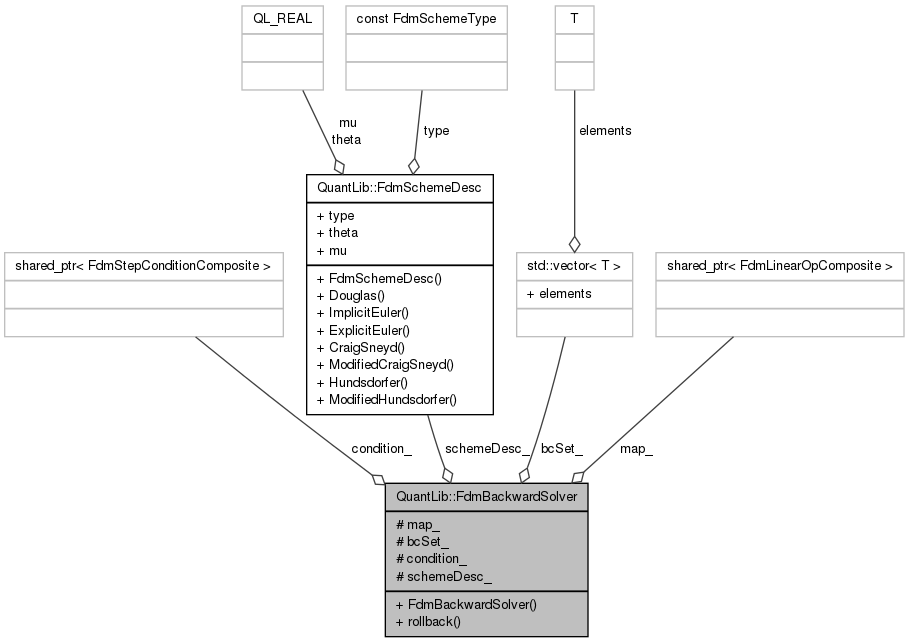 QL_REAL
const FdmSchemeType
T
mu
theta
type
elements
QuantLib::FdmSchemeDesc
+ type
+ theta
+ mu
+ FdmSchemeDesc()
+ Douglas()
+ ImplicitEuler()
+ ExplicitEuler()
+ CraigSneyd()
+ ModifiedCraigSneyd()
+ Hundsdorfer()
+ ModifiedHundsdorfer()
shared_ptr< FdmStepConditionComposite >
std::vector< T >
+ elements
shared_ptr< FdmLinearOpComposite >
condition_
schemeDesc_
bcSet_
map_
QuantLib::FdmBackwardSolver
# map_
# bcSet_
# condition_
# schemeDesc_
+ FdmBackwardSolver()
+ rollback()